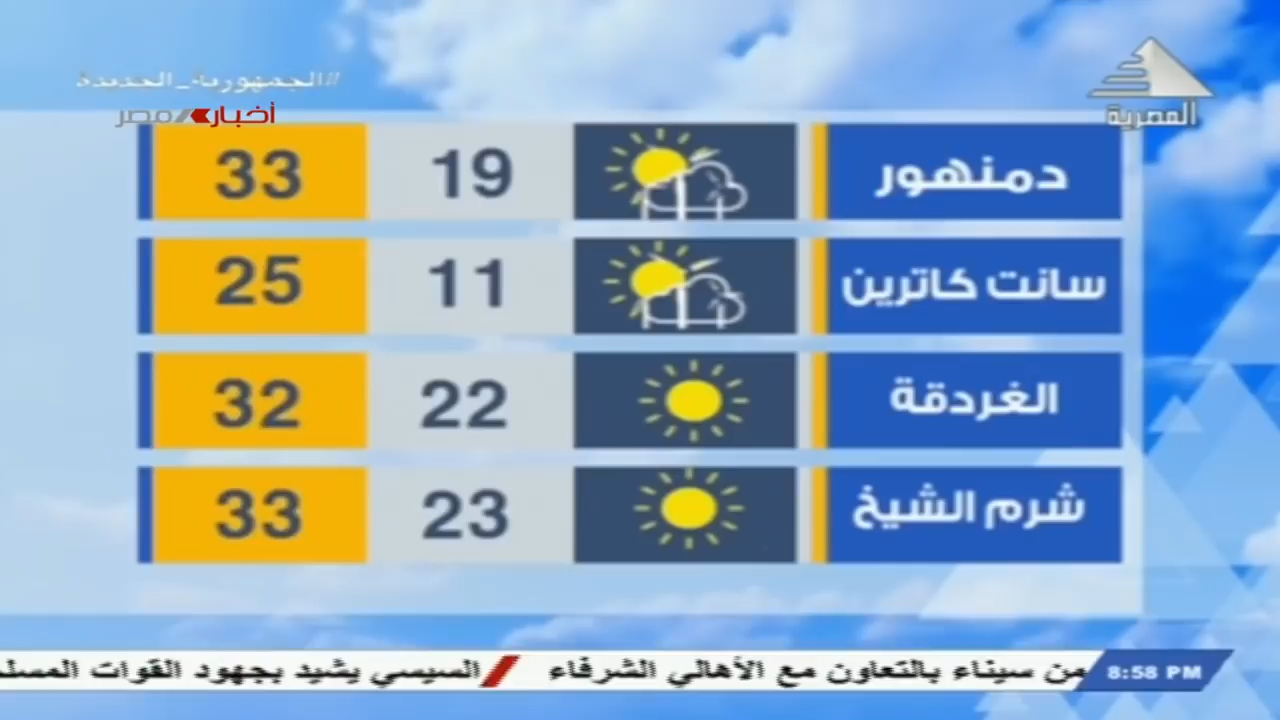 #الجمهورية_الجديدة
أخبار مصر
المصرية
دمنهور 19 33
سانت كاترين 11 25
الغردقة 22 32
شرم الشيخ 23 33
8:58 PM
من سيناء بالتعاون مع الأهالي الشرفاء السيسي يشيد بجهود القوات المسلح